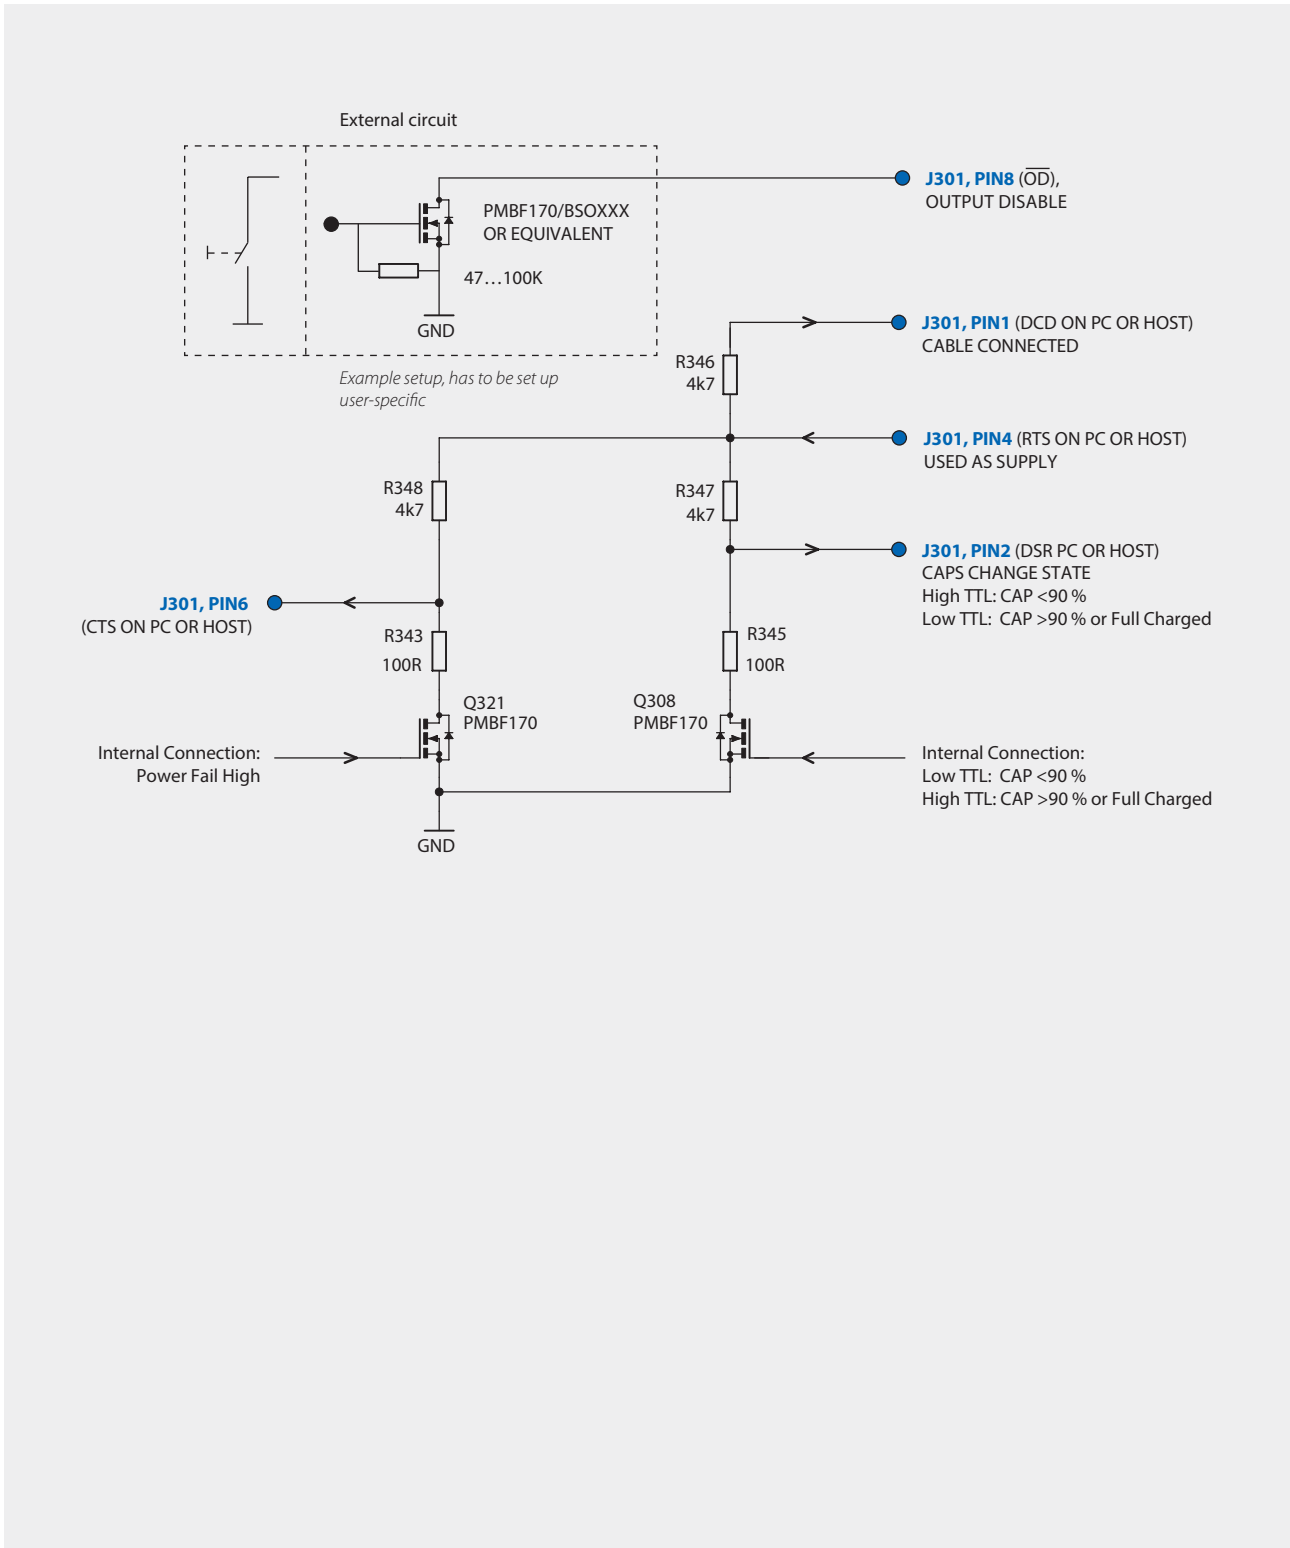 External circuit
J301, PIN8 (OD),
OUTPUT DISABLE
PMBF170/BSOXXX
OR EQUIVALENT
47…100K
GND
Example setup, has to be set up
user-specific
J301, PIN1 (DCD ON PC OR HOST)
CABLE CONNECTED
R346
4k7
J301, PIN4 (RTS ON PC OR HOST)
USED AS SUPPLY
R348
4k7
R347
4k7
J301, PIN2 (DSR PC OR HOST)
CAPS CHANGE STATE
High TTL: CAP <90 %
Low TTL: CAP >90 % or Full Charged
J301, PIN6
(CTS ON PC OR HOST)
R343
100R
R345
100R
Q321
PMBF170
Q308
PMBF170
Internal Connection:
Power Fail High
Internal Connection:
Low TTL: CAP <90 %
High TTL: CAP >90 % or Full Charged
GND